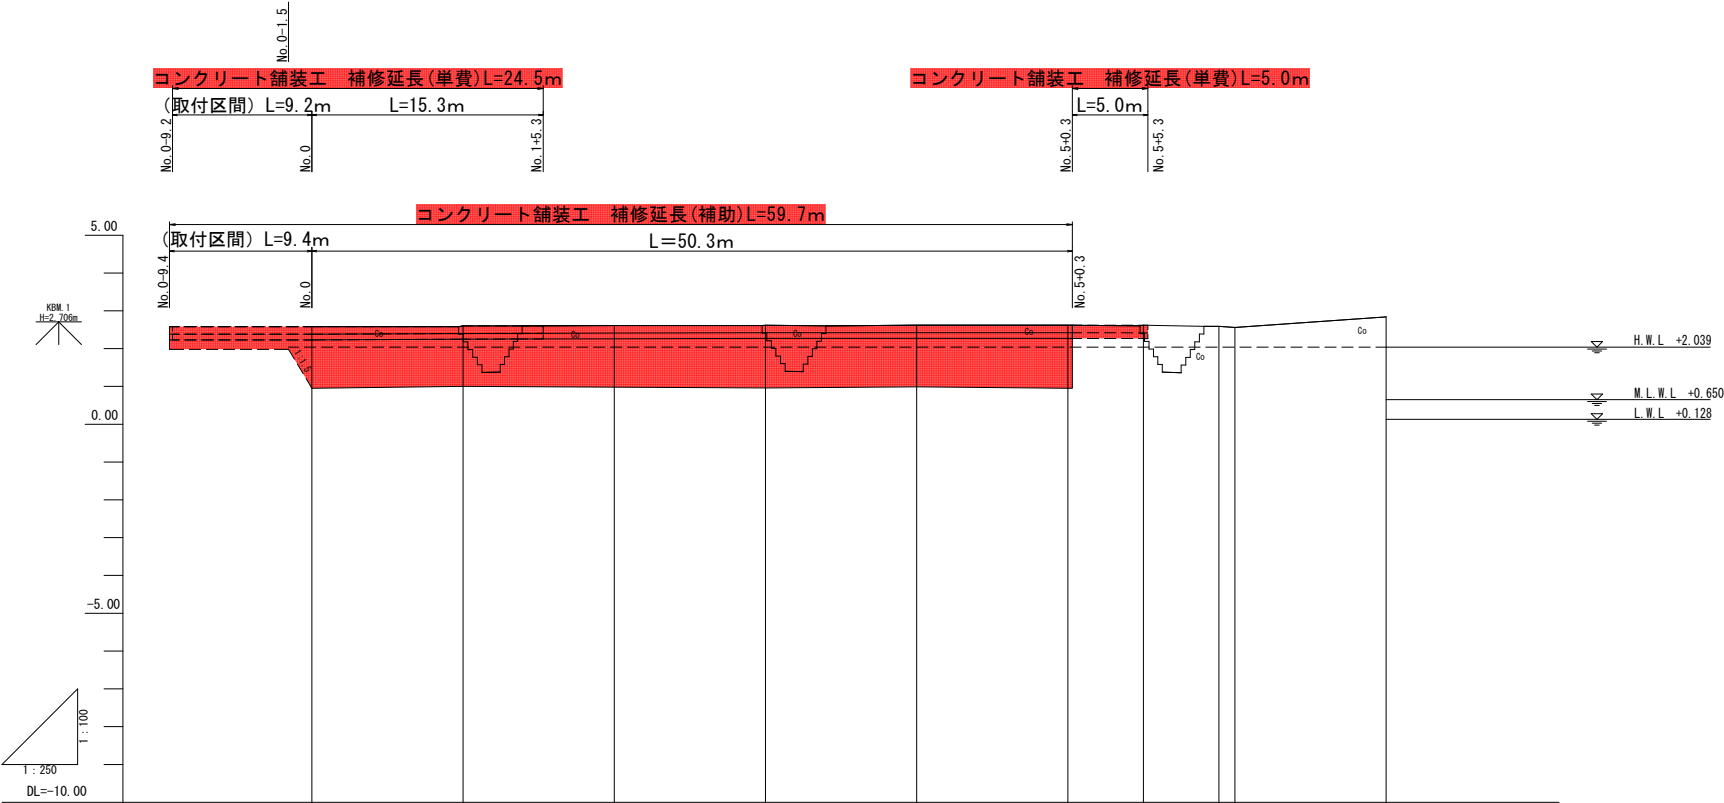 No.0-1.5
コンクリート舗装工　補修延長(単費)L=24.5m
コンクリート舗装工　補修延長(単費)L=5.0m
(取付区間) L=9.2m
L=15.3m
L=5.0m
No.0-9.2
No.0
No.1+5.3
No.5+0.3
No.5+5.3
コンクリート舗装工　補修延長(補助)L=59.7m
5.00
(取付区間) L=9.4m
L=50.3m
No.0-9.4
No.0
No.5+0.3
KBM.1
H=2.706m
Co
Co
Co
Co
Co
Co
1:1.5
H.W.L +2.039
M.L.W.L +0.650
L.W.L +0.128
0.00
-5.00
1:100
1:250
DL=-10.00